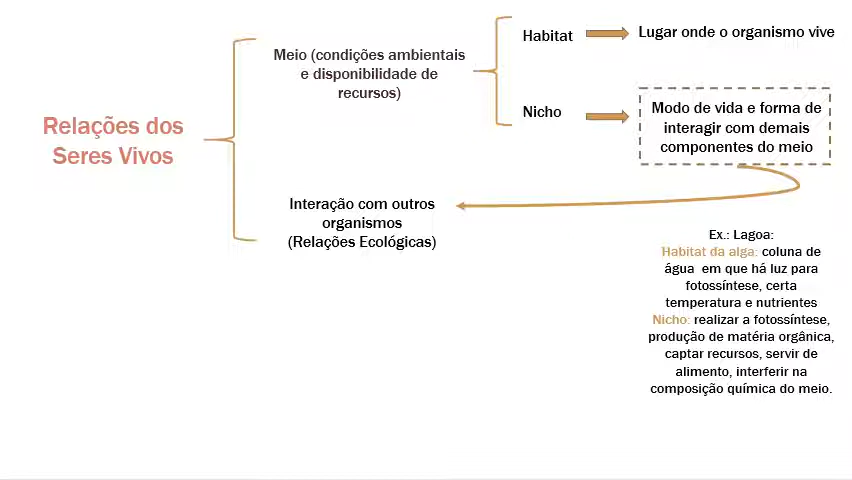 Relações dos
Seres Vivos
Meio (condições ambientais
e disponibilidade de
recursos)
Habitat
Lugar onde o organismo vive
Nicho
Modo de vida e forma de
interagir com demais
componentes do meio
Interação com outros
organismos
(Relações Ecológicas)
Ex.: Lagoa:
Habitat da alga: coluna de
água em que há luz para
fotossíntese, certa
temperatura e nutrientes
Nicho: realizar a fotossíntese,
produção de matéria orgânica,
captar recursos, servir de
alimento, interferir na
composição química do meio.